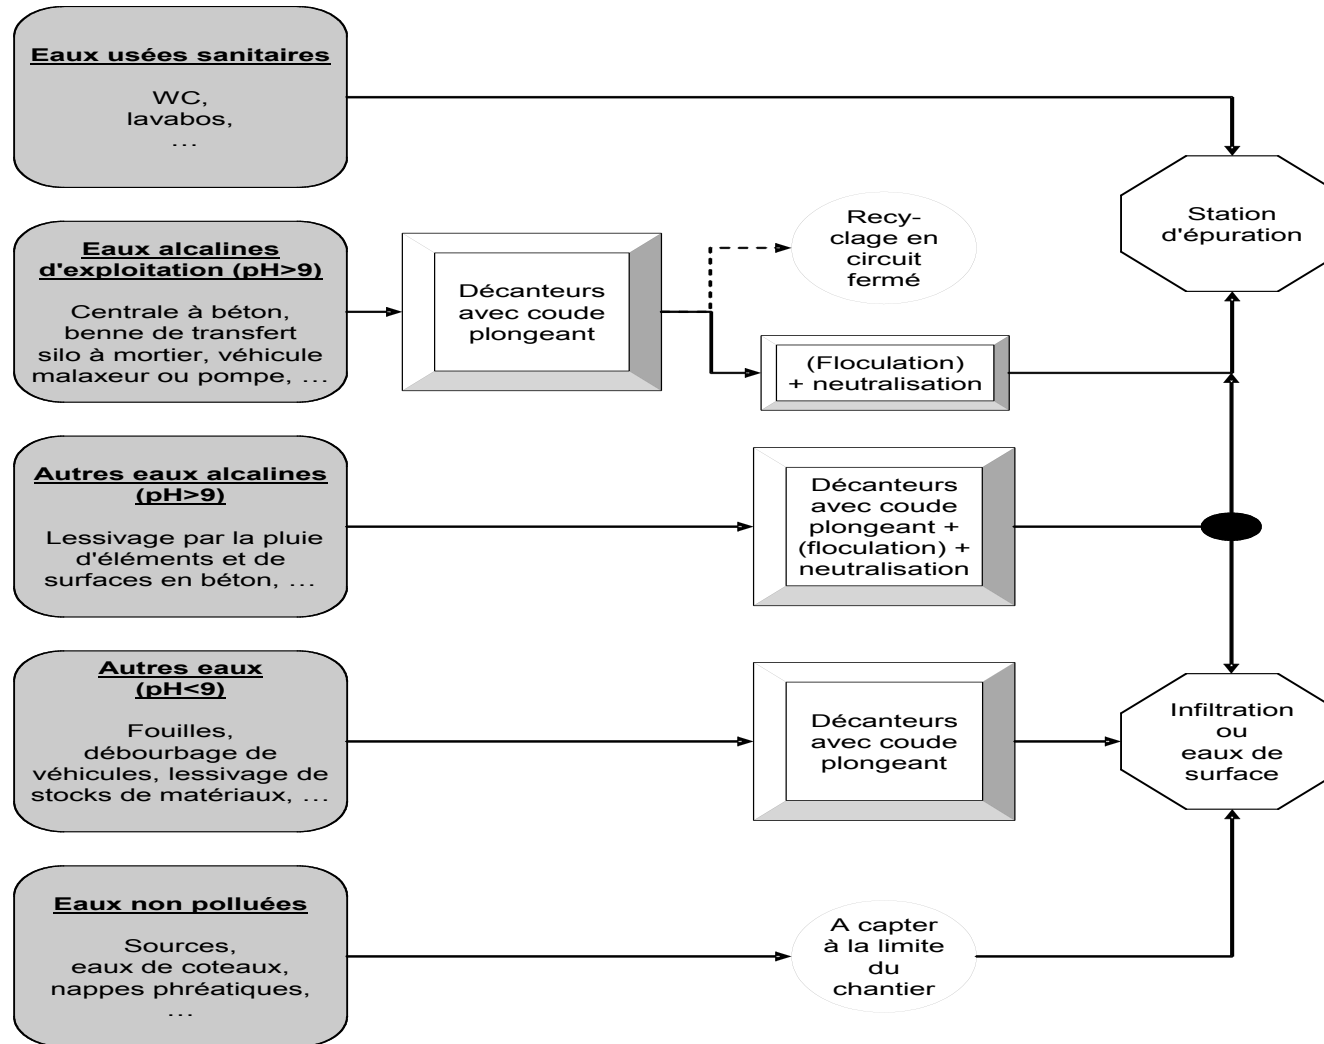 Eaux usées sanitaires
WC,
lavabos,
...
Station
d'épuration
Eaux alcalines
d'exploitation (pH>9)
Centrale à béton,
benne de transfert
silo à mortier, véhicule
malaxeur ou pompe, ...
Décanteurs
avec coude
plongeant
Recy-
clage en
circuit
fermé
(Floculation)
+ neutralisation
Autres eaux alcalines
(pH>9)
Lessivage par la pluie
d'éléments et de
surfaces en béton, ...
Décanteurs
avec coude
plongeant +
(floculation) +
neutralisation
Autres eaux
(pH<9)
Fouilles,
débourbage de
véhicules, lessivage de
stocks de matériaux, ...
Décanteurs
avec coude
plongeant
Infiltration
ou
eaux de
surface
Eaux non polluées
Sources,
eaux de coteaux,
nappes phréatiques,
...
A capter
à la limite
du
chantier